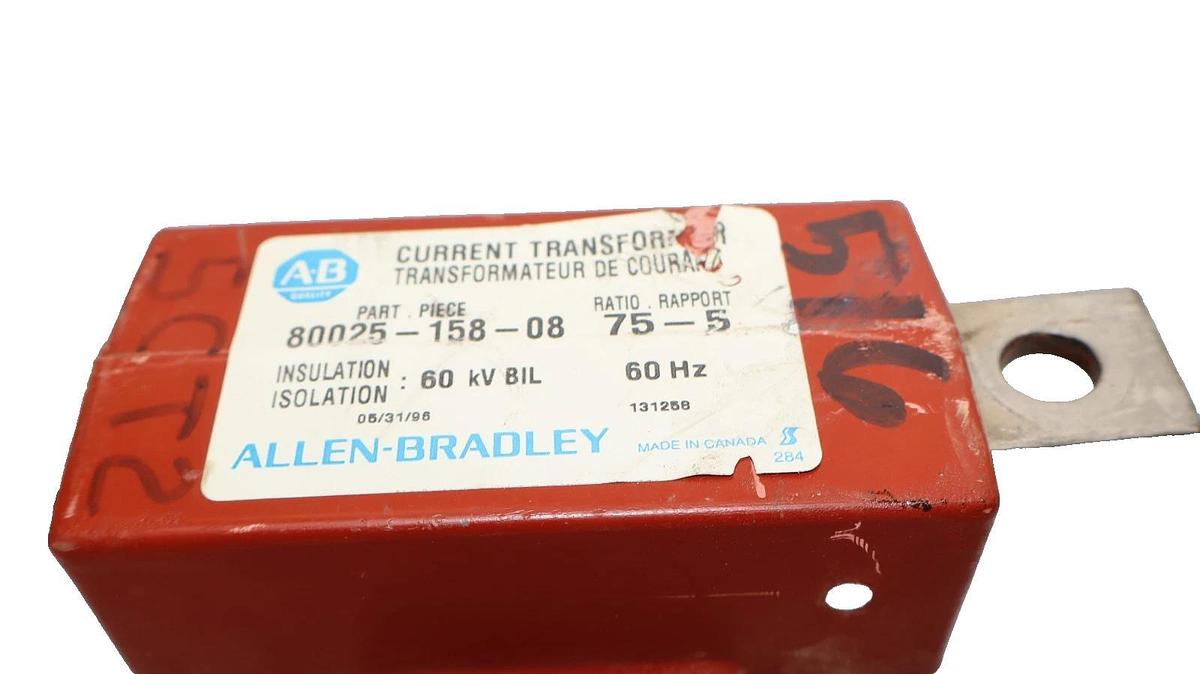 A-B
QUALITY
CURRENT TRANSFORMER
TRANSFORMATEUR DE COURANT
PART . PIECE
80025-158-08
RATIO . RAPPORT
75-5
INSULATION
ISOLATION : 60 kV BIL
60 Hz
05/31/96
131258
ALLEN-BRADLEY
MADE IN CANADA
284
5CT2
516